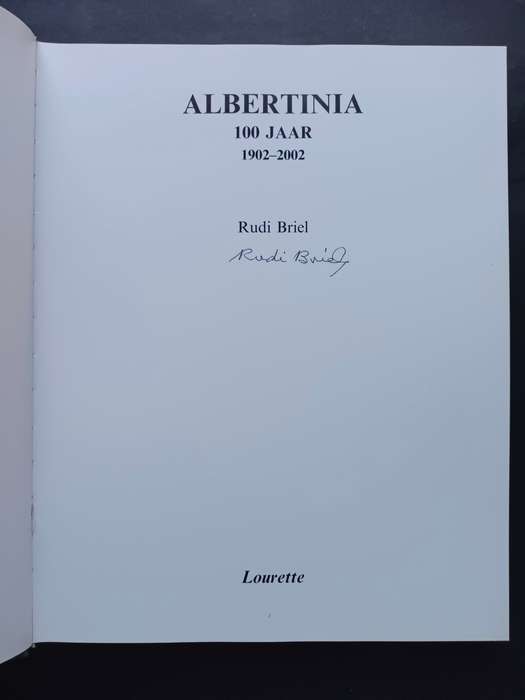 ALBERTINIA
100 JAAR
1902–2002
Rudi Briel
Rudi Briel
Lourette